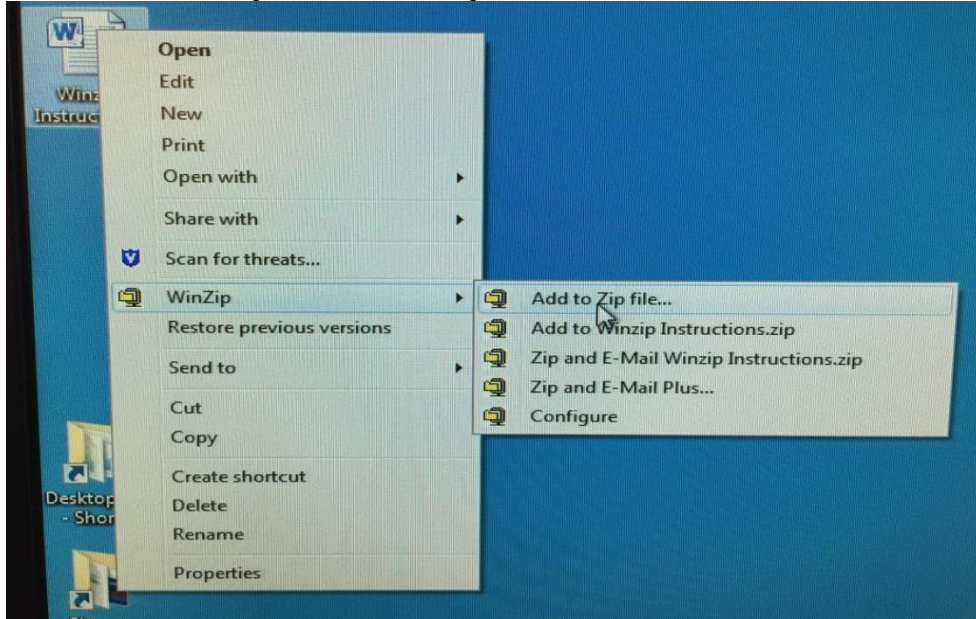 W
Open
Edit
New
Print
Open with
Share with
Scan for threats...
WinZip
Restore previous versions
Send to
Cut
Copy
Create shortcut
Delete
Rename
Properties
Add to Zip file...
Add to Winzip Instructions.zip
Zip and E-Mail Winzip Instructions.zip
Zip and E-Mail Plus...
Configure
Desktop
- Shor